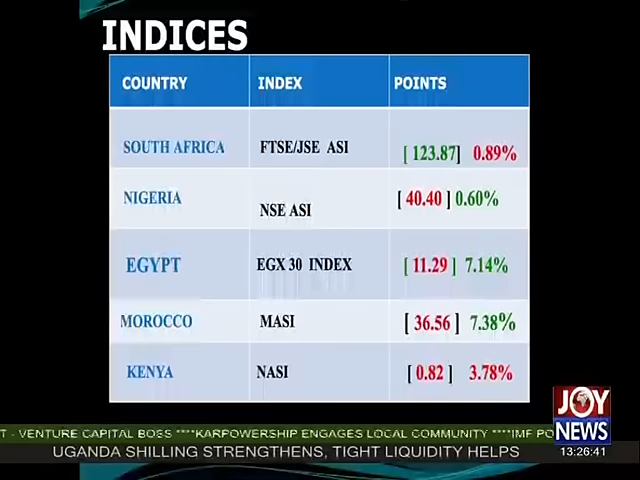 INDICES
COUNTRY INDEX POINTS
SOUTH AFRICA FTSE/JSE ASI [ 123.87] 0.89%
NIGERIA NSE ASI [ 40.40 ] 0.60%
EGYPT EGX 30 INDEX [ 11.29 ] 7.14%
MOROCCO MASI [ 36.56 ] 7.38%
KENYA NASI [ 0.82 ] 3.78%
JOY
NEWS
T - VENTURE CAPITAL BOSS ****KARPOWERSHIP ENGAGES LOCAL COMMUNITY ****IMF PO
UGANDA SHILLING STRENGTHENS, TIGHT LIQUIDITY HELPS 13:26:41